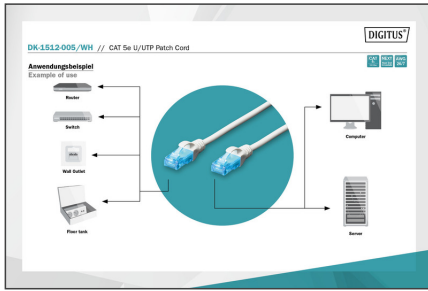 DIGITUS®
DK-1512-005/WH // CAT 5e U/UTP Patch Cord
Anwendungsbeispiel
Example of use
Router
Switch
Wall Outlet
Floor tank
Computer
Server